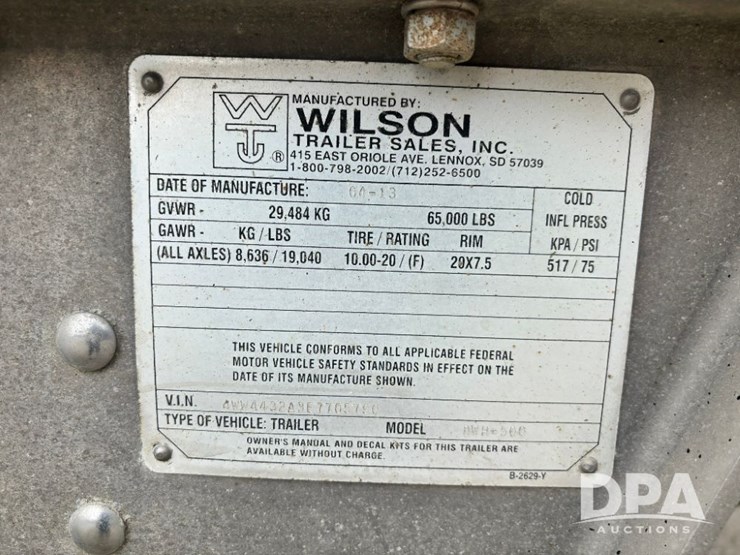 MANUFACTURED BY:
WILSON
TRAILER SALES, INC.
415 EAST ORIOLE AVE. LENNOX, SD 57039
®
1-800-798-2002/(712)252-6500
DATE OF MANUFACTURE: 04-13
GVWR - 29,484 KG 65,000 LBS
COLD
INFL PRESS
KPA / PSI
GAWR - KG / LBS TIRE / RATING RIM
(ALL AXLES) 8,636 / 19,040 10.00-20 / (F) 20X7.5 517 / 75
THIS VEHICLE CONFORMS TO ALL APPLICABLE FEDERAL
MOTOR VEHICLE SAFETY STANDARDS IN EFFECT ON THE
DATE OF ITS MANUFACTURE SHOWN.
V.I.N.
TYPE OF VEHICLE: TRAILER MODEL
OWNER'S MANUAL AND DECAL KITS FOR THIS TRAILER ARE
AVAILABLE WITHOUT CHARGE.
B-2629-Y
DPA
AUCTIONS